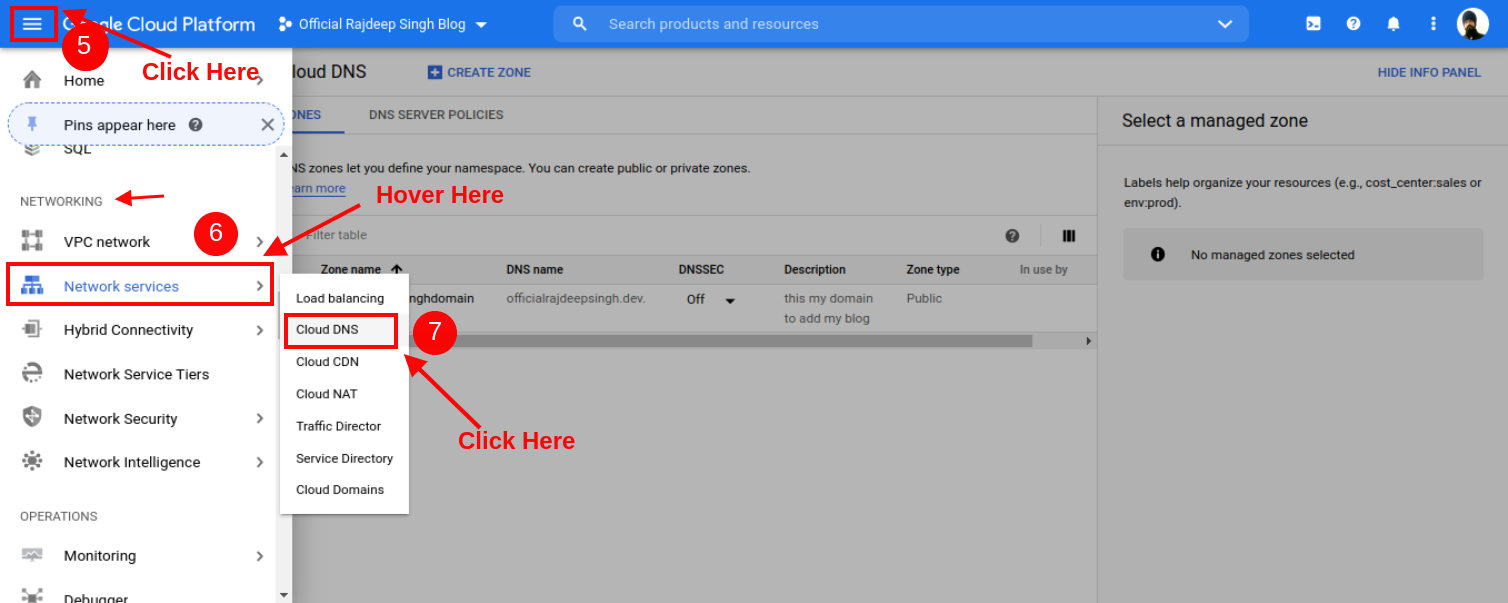 Google Cloud Platform
Official Rajdeep Singh Blog
Search products and resources
5
Click Here
Home
Pins appear here
SQL
NETWORKING
6
VPC network
Network services
Hybrid Connectivity
Network Service Tiers
Network Security
Network Intelligence
OPERATIONS
Monitoring
Debugger
Hover Here
Load balancing
Cloud DNS
Cloud CDN
Cloud NAT
Traffic Director
Service Directory
Cloud Domains
7
Click Here
loud DNS
CREATE ZONE
HIDE INFO PANEL
ONES
DNS SERVER POLICIES
NS zones let you define your namespace. You can create public or private zones.
earn more
Filter table
Zone name DNS name DNSSEC Description Zone type In use by
nghdomain officialrajdeepsingh.dev. Off this my domain Public
to add my blog
Select a managed zone
Labels help organize your resources (e.g., cost_center:sales or
env:prod).
No managed zones selected